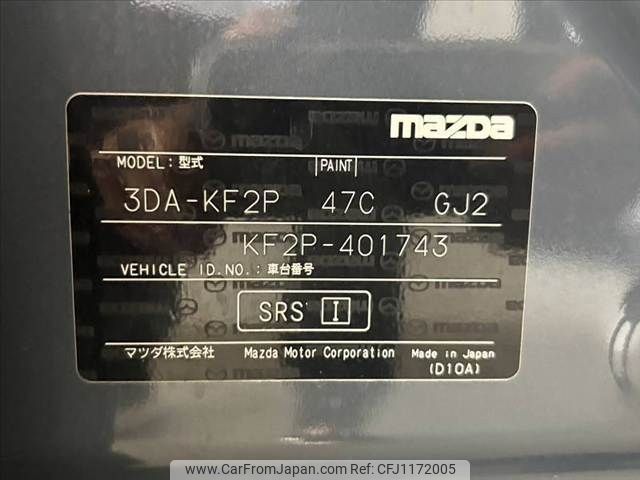 mazda
MODEL : 型式 PAINT
3DA-KF2P 47C GJ2
KF2P-401743
VEHICLE ID.NO. : 車台番号
SRS I
マツダ株式会社 Mazda Motor Corporation Made in Japan
(D10A)
www.CarFromJapan.com CFJ1172005